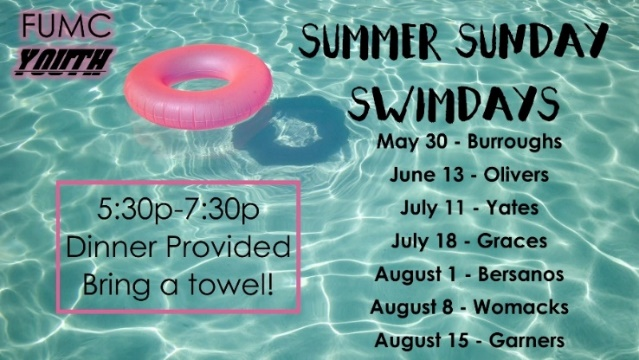 FUMC
YOUTH
SUMMER SUNDAY
SWIMDAYS
May 30 - Burroughs
June 13 - Olivers
July 11 - Yates
July 18 - Graces
August 1 - Bersanos
August 8 - Womacks
August 15 - Garners
5:30p-7:30p
Dinner Provided
Bring a towel!